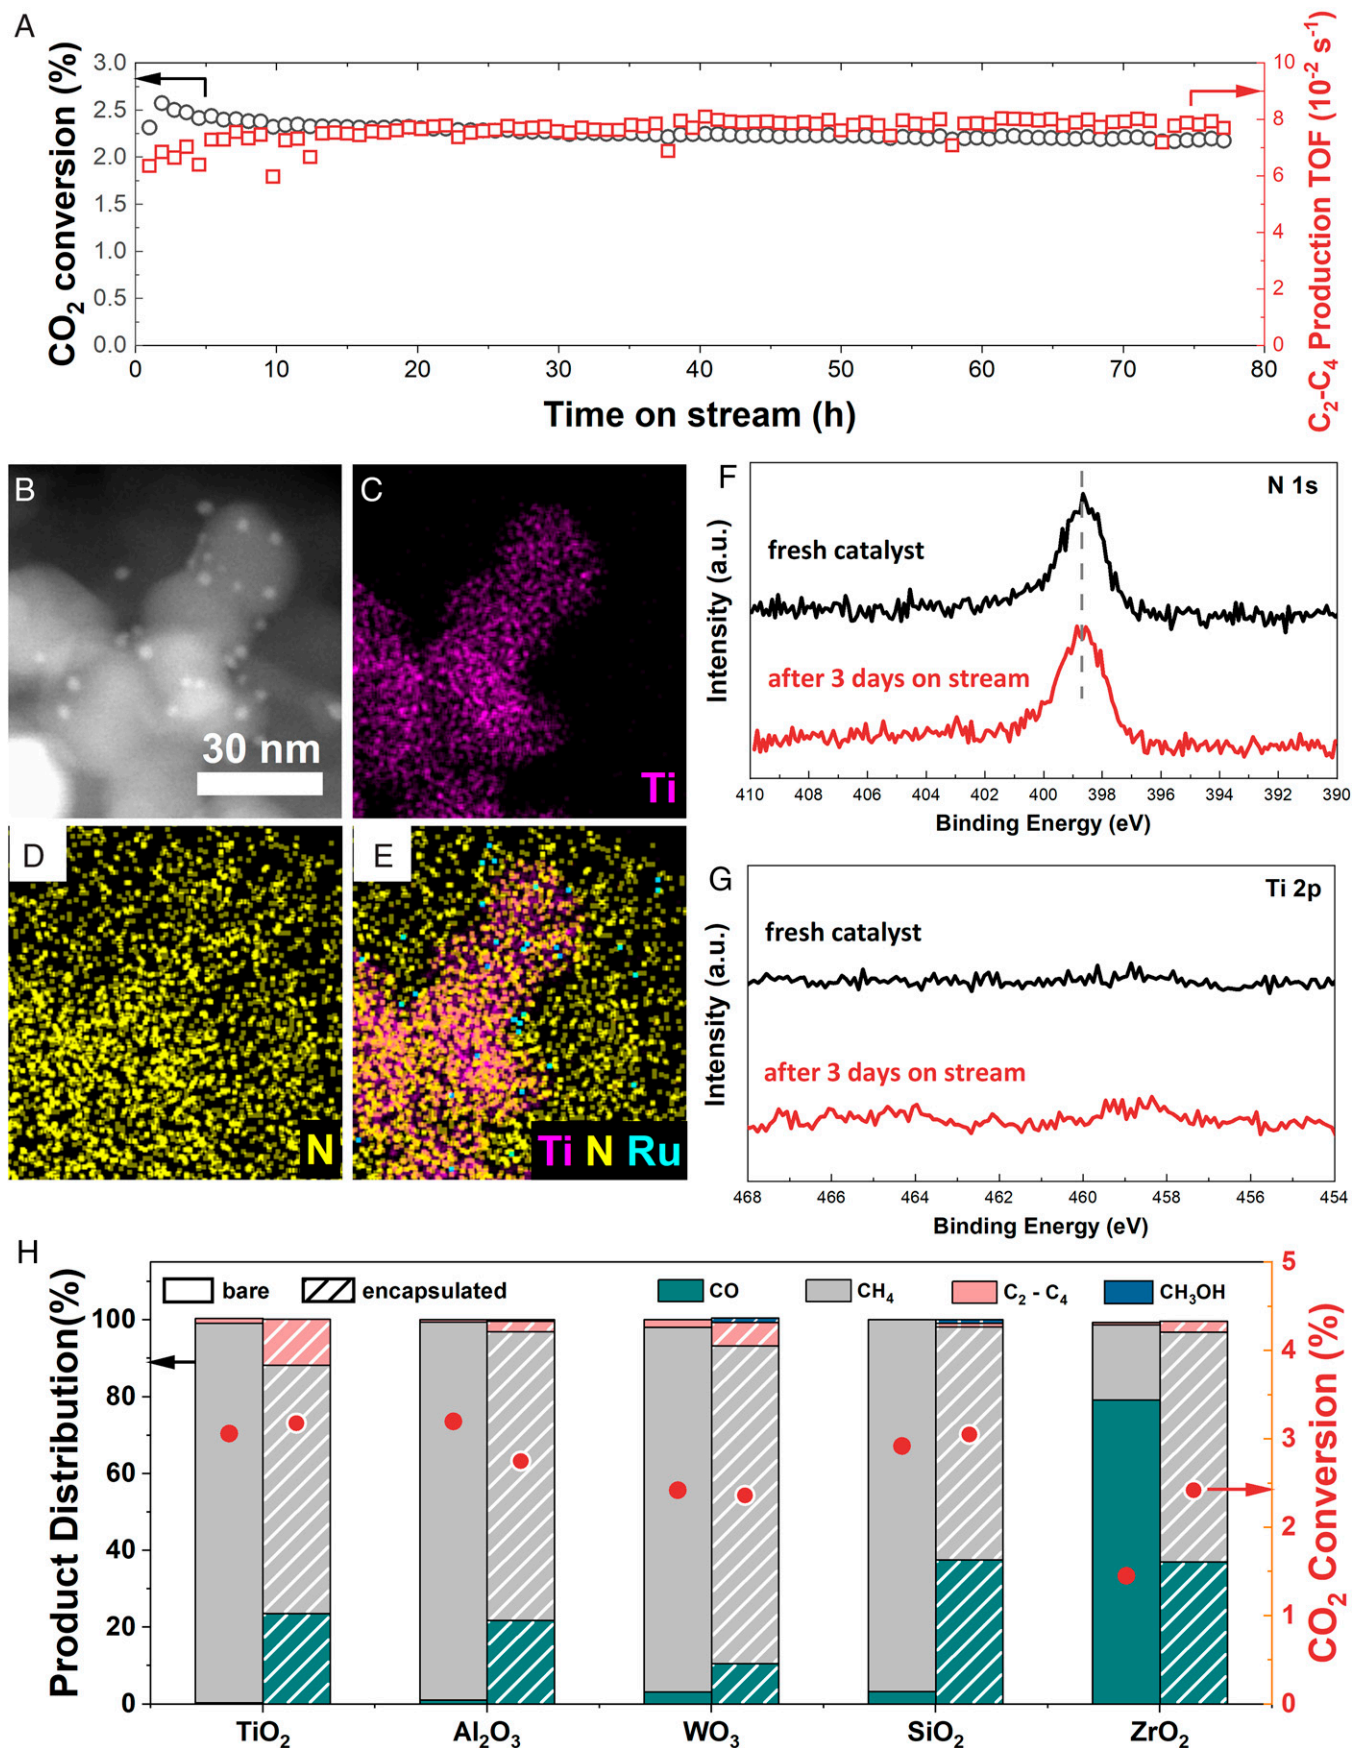 A
CO₂ conversion (%)
3.0
2.5
2.0
1.5
1.0
0.5
0.0
10
8
6
4
2
0
C₂-C₄ Production TOF (10⁻² s⁻¹)
0 10 20 30 40 50 60 70 80
Time on stream (h)
B
30 nm
C
Ti
D
N
E
Ti N Ru
F
N 1s
fresh catalyst
after 3 days on stream
Intensity (a.u.)
410 408 406 404 402 400 398 396 394 392 390
Binding Energy (eV)
G
Ti 2p
fresh catalyst
after 3 days on stream
Intensity (a.u.)
468 466 464 462 460 458 456 454
Binding Energy (eV)
H
bare encapsulated CO CH₄ C₂ - C₄ CH₃OH
Product Distribution(%)
100
80
60
40
20
0
5
4
3
2
1
0
CO₂ Conversion (%)
TiO₂ Al₂O₃ WO₃ SiO₂ ZrO₂